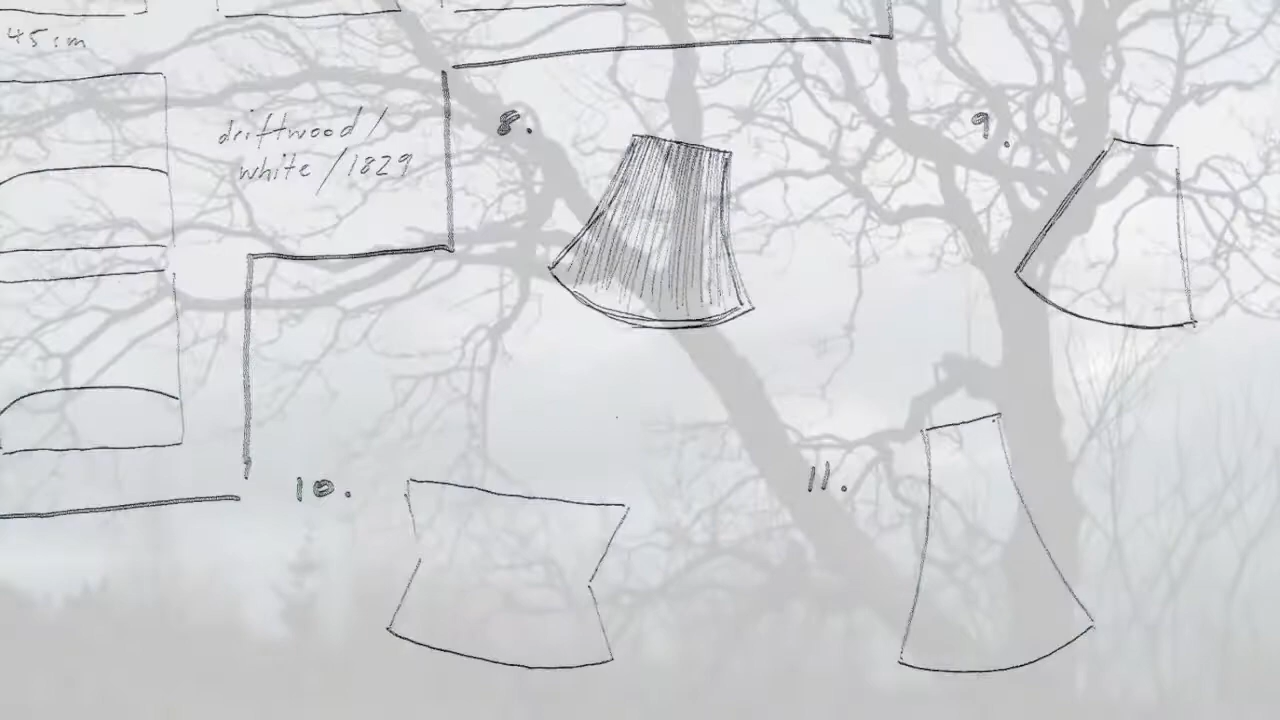 45cm
driftwood/
white/1829
8.
9.
10.
11.